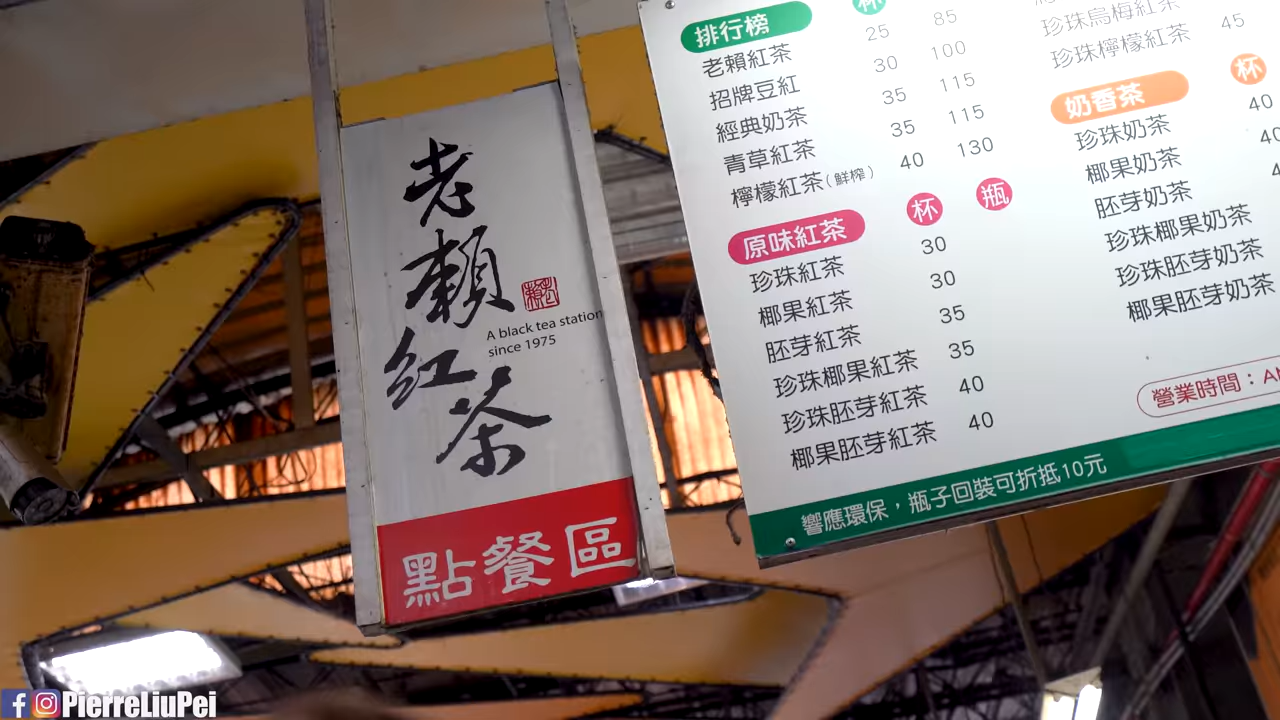 老賴紅茶
老賴
A black tea station
since 1975
點餐區
排行榜 杯
老賴紅茶 25 85
招牌豆紅 30 100
經典奶茶 35 115
青草紅茶 35 115
檸檬紅茶(鮮榨) 40 130
原味紅茶 杯 瓶
珍珠紅茶 30
椰果紅茶 30
胚芽紅茶 35
珍珠椰果紅茶 35
珍珠胚芽紅茶 40
椰果胚芽紅茶 40
珍珠烏梅紅茶
珍珠檸檬紅茶 45
奶香茶 杯
珍珠奶茶 40
椰果奶茶
胚芽奶茶
珍珠椰果奶茶
珍珠胚芽奶茶
椰果胚芽奶茶
營業時間：
響應環保，瓶子回裝可折抵10元
PierreLiuPei